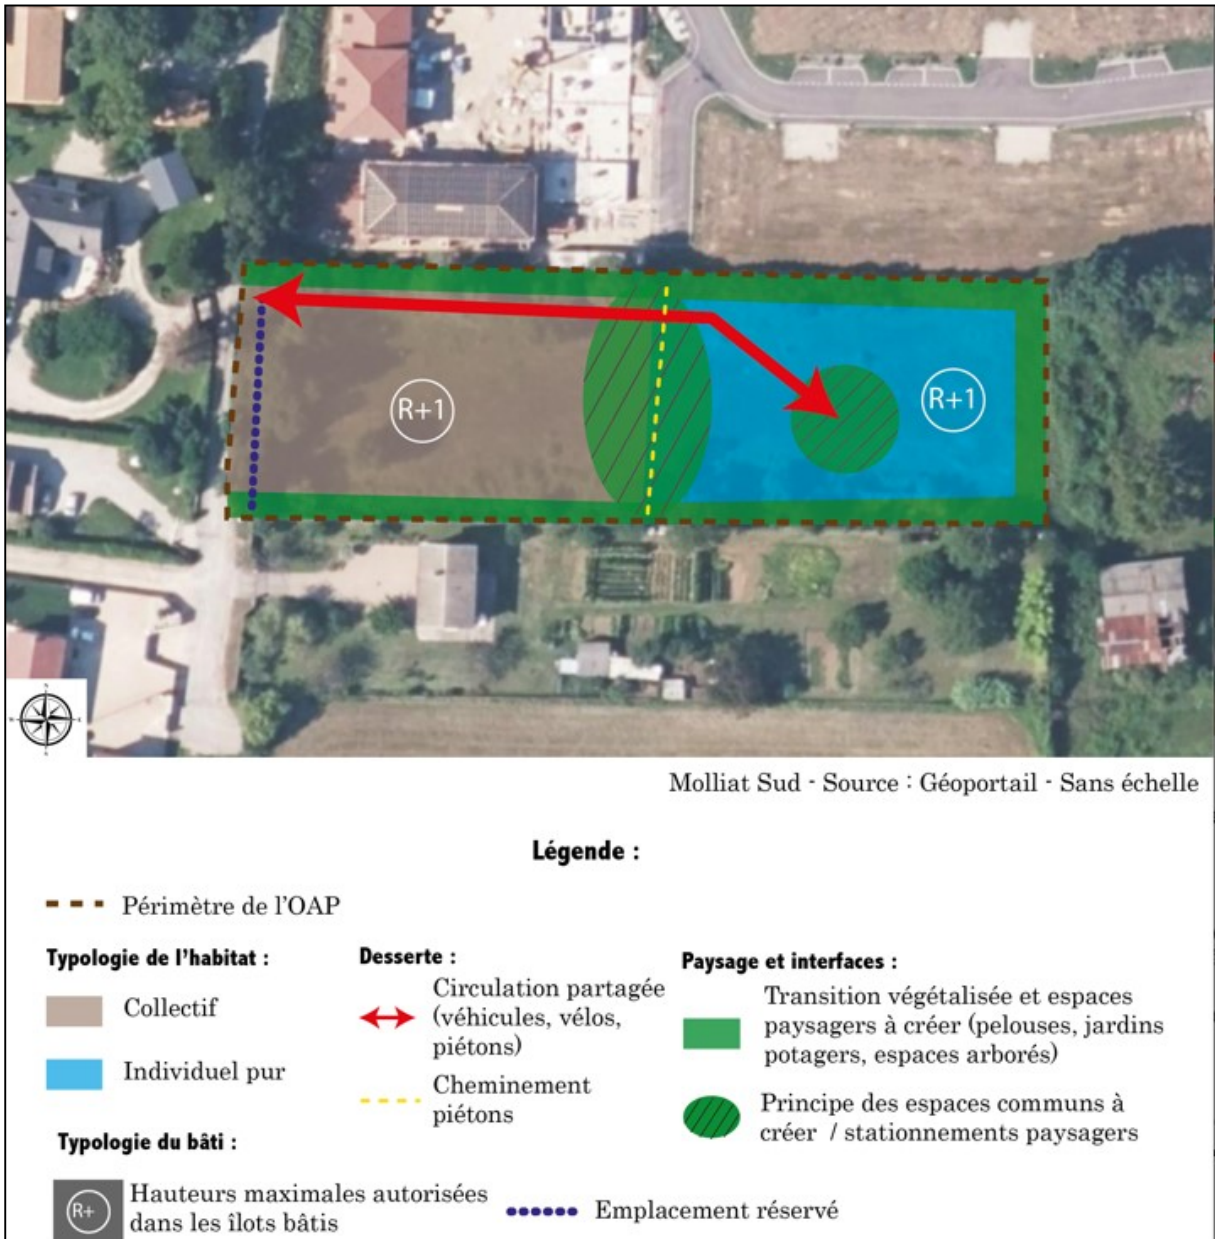 R+1
R+1
Molliat Sud - Source : Géoportail - Sans échelle
Légende :
Périmètre de l'OAP
Typologie de l'habitat :
Collectif
Individuel pur
Desserte :
Circulation partagée
(véhicules, vélos,
piétons)
Cheminement
piétons
Paysage et interfaces :
Transition végétalisée et espaces
paysagers à créer (pelouses, jardins
potagers, espaces arborés)
Principe des espaces communs à
créer / stationnements paysagers
Typologie du bâti :
R+
Hauteurs maximales autorisées
dans les îlots bâtis
Emplacement réservé